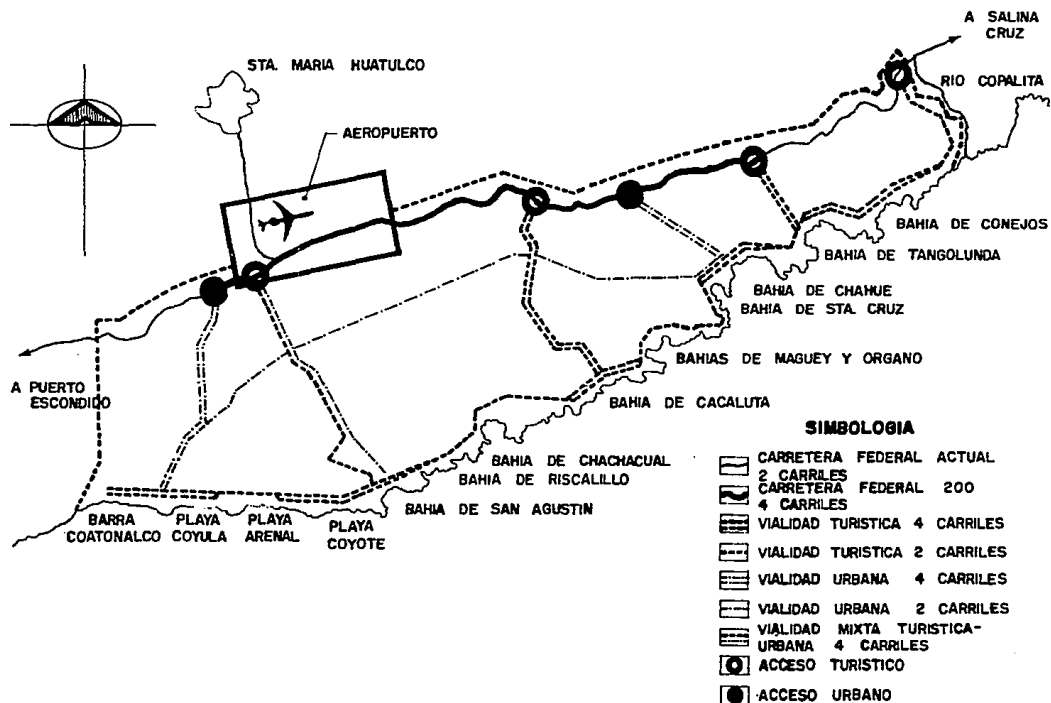 A SALINA
CRUZ
STA. MARIA HUATULCO
RIO COPALITA
AEROPUERTO
BAHIA DE CONEJOS
BAHIA DE TANGOLUNDA
BAHIA DE CHAHUE
BAHIA DE STA. CRUZ
A PUERTO
ESCONDIDO
BAHIAS DE MAGUEY Y ORGANO
BAHIA DE CACALUTA
BAHIA DE CHACHACUAL
BAHIA DE RISCALILLO
BAHIA DE SAN AGUSTIN
BARRA
COATONALCO
PLAYA
COYULA
PLAYA
ARENAL
PLAYA
COYOTE
SIMBOLOGIA
CARRETERA FEDERAL ACTUAL
2 CARRILES
CARRETERA FEDERAL 200
4 CARRILES
VIALIDAD TURISTICA 4 CARRILES
VIALIDAD TURISTICA 2 CARRILES
VIALIDAD URBANA 4 CARRILES
VIALIDAD URBANA 2 CARRILES
VIALIDAD MIXTA TURISTICA-
URBANA 4 CARRILES
ACCESO TURISTICO
ACCESO URBANO